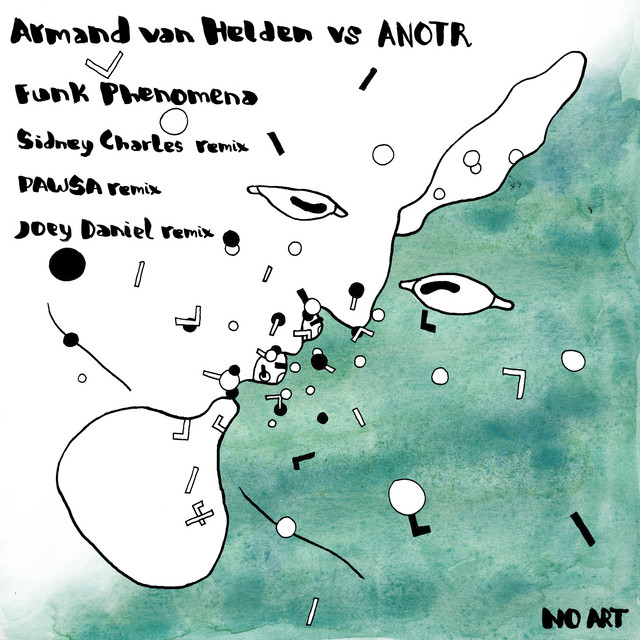 Armand van Helden vs ANOTR
Funk Phenomena
Sidney Charles remix
PAWSA remix
Joey Daniel remix
NO ART